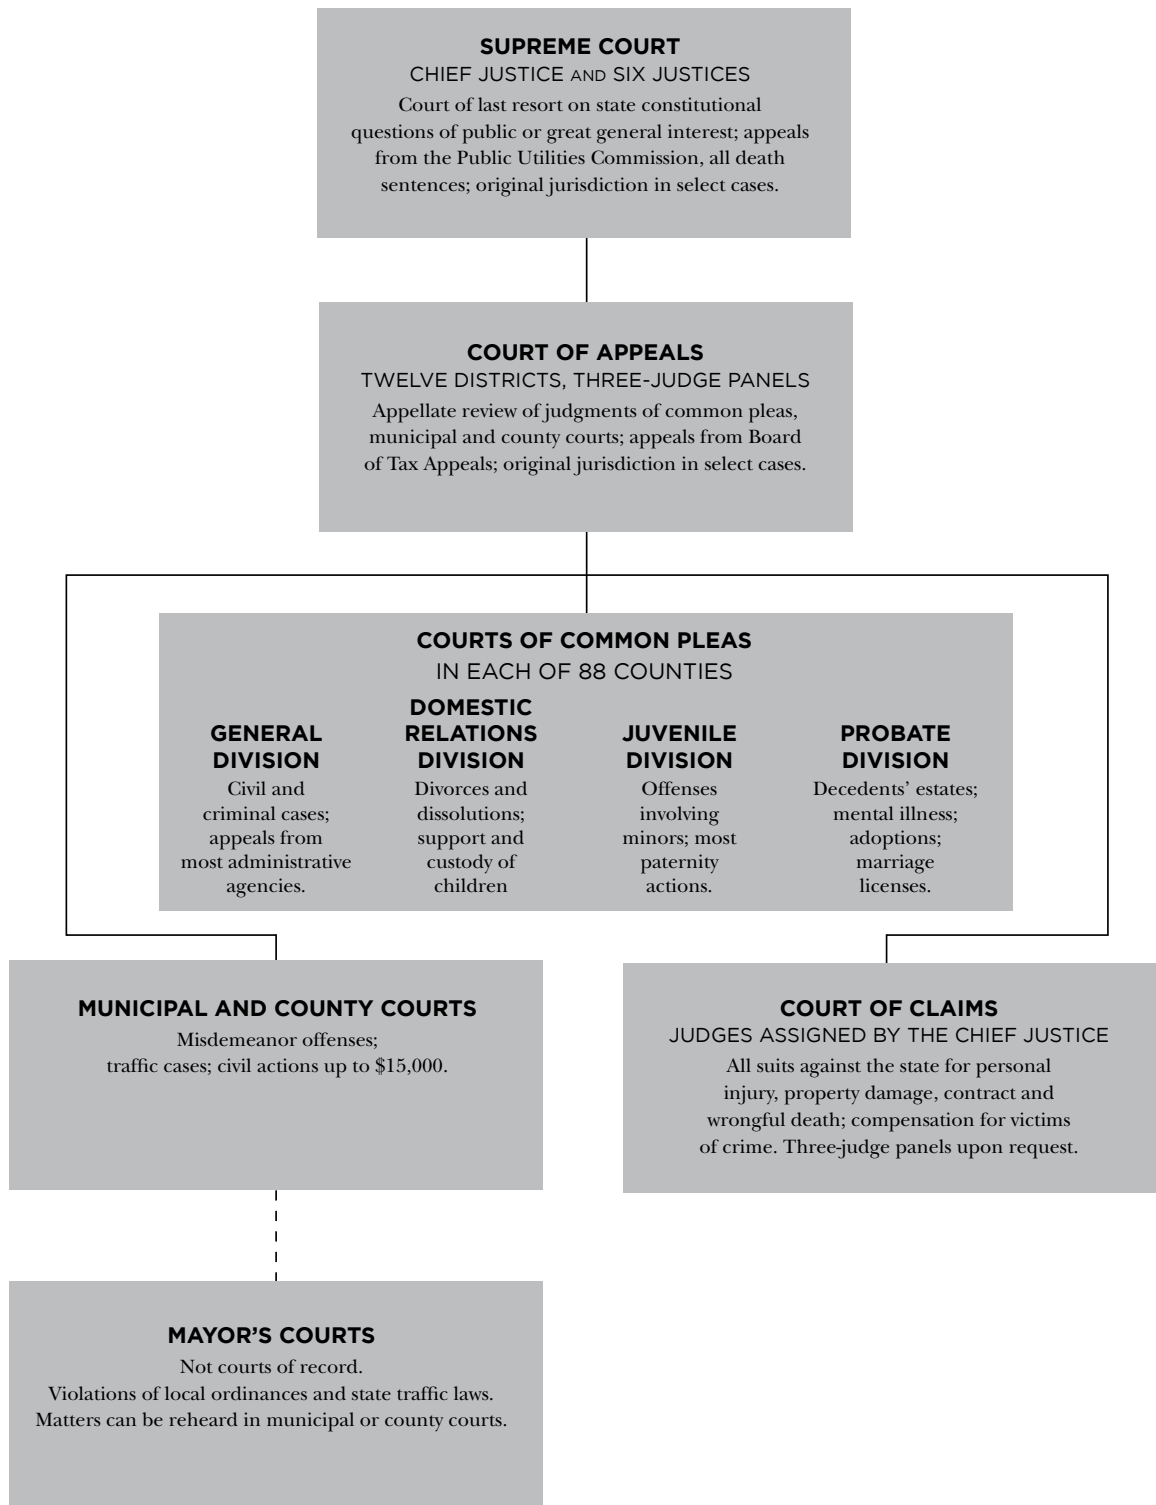 SUPREME COURT
CHIEF JUSTICE AND SIX JUSTICES
Court of last resort on state constitutional
questions of public or great general interest; appeals
from the Public Utilities Commission, all death
sentences; original jurisdiction in select cases.
COURT OF APPEALS
TWELVE DISTRICTS, THREE-JUDGE PANELS
Appellate review of judgments of common pleas,
municipal and county courts; appeals from Board
of Tax Appeals; original jurisdiction in select cases.
COURTS OF COMMON PLEAS
IN EACH OF 88 COUNTIES
GENERAL
DIVISION
Civil and
criminal cases;
appeals from
most administrative
agencies.
DOMESTIC
RELATIONS
DIVISION
Divorces and
dissolutions;
support and
custody of
children
JUVENILE
DIVISION
Offenses
involving
minors; most
paternity
actions.
PROBATE
DIVISION
Decedents’ estates;
mental illness;
adoptions;
marriage
licenses.
MUNICIPAL AND COUNTY COURTS
Misdemeanor offenses;
traffic cases; civil actions up to $15,000.
COURT OF CLAIMS
JUDGES ASSIGNED BY THE CHIEF JUSTICE
All suits against the state for personal
injury, property damage, contract and
wrongful death; compensation for victims
of crime. Three-judge panels upon request.
MAYOR’S COURTS
Not courts of record.
Violations of local ordinances and state traffic laws.
Matters can be reheard in municipal or county courts.